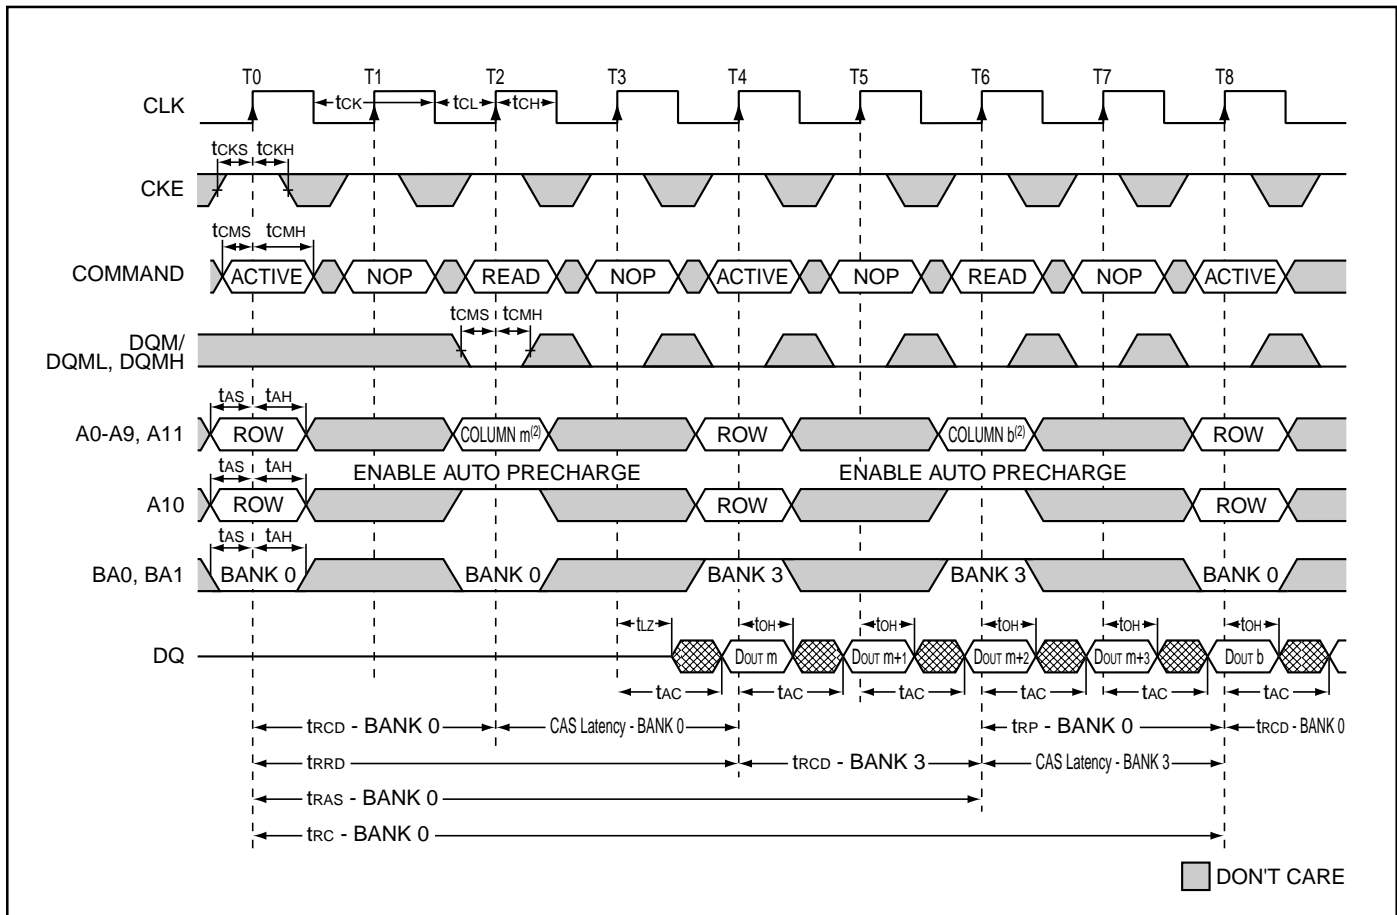 T0 T1 T2 T3 T4 T5 T6 T7 T8
CLK tCK tCL tCH
tCKS tCKH
CKE
tCMS tCMH
COMMAND ACTIVE NOP READ NOP ACTIVE NOP READ NOP ACTIVE
tCMS tCMH
DQM/
DQML, DQMH
tAS tAH
A0-A9, A11 ROW COLUMN m(2) ROW COLUMN b(2) ROW
tAS tAH ENABLE AUTO PRECHARGE ENABLE AUTO PRECHARGE
A10 ROW ROW ROW
tAS tAH
BA0, BA1 BANK 0 BANK 0 BANK 3 BANK 3 BANK 0
tLZ tOH tOH tOH tOH tOH
DQ DOUT m DOUT m+1 DOUT m+2 DOUT m+3 DOUT b
tAC tAC tAC tAC tAC tAC
tRCD - BANK 0 CAS Latency - BANK 0 tRP - BANK 0 tRCD - BANK 0
tRRD tRCD - BANK 3 CAS Latency - BANK 3
tRAS - BANK 0
tRC - BANK 0
DON'T CARE